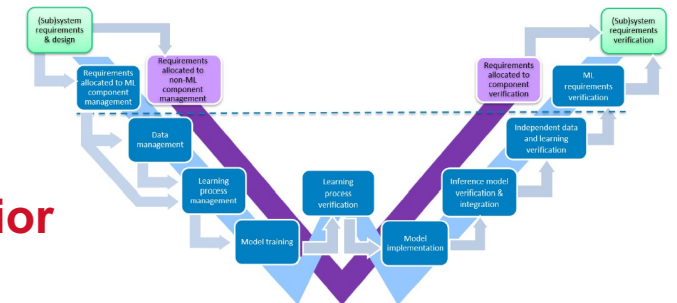 (Sub)system
requirements
& design
(Sub)system
requirements
verification
Requirements
allocated to ML
component
management
Requirements
allocated to
non-ML
component
management
Requirements
allocated to
component
verification
ML
requirements
verification
Data
management
Independent data
and learning
verification
Learning
process
management
Learning
process
verification
Inference model
verification &
integration
ior
Model training
Model
implementation